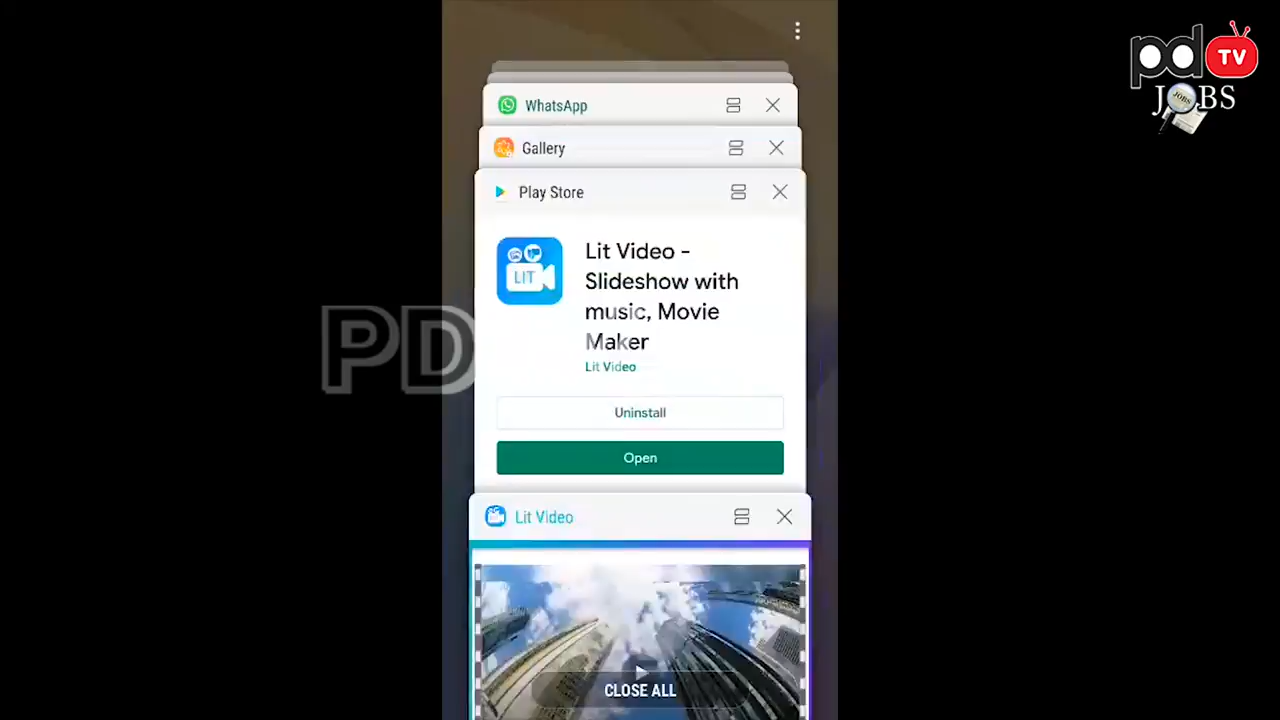 pd TV
JOBS
WhatsApp
Gallery
Play Store
LIT
Lit Video -
Slideshow with
music, Movie
Maker
Lit Video
PD
Uninstall
Open
Lit Video
CLOSE ALL